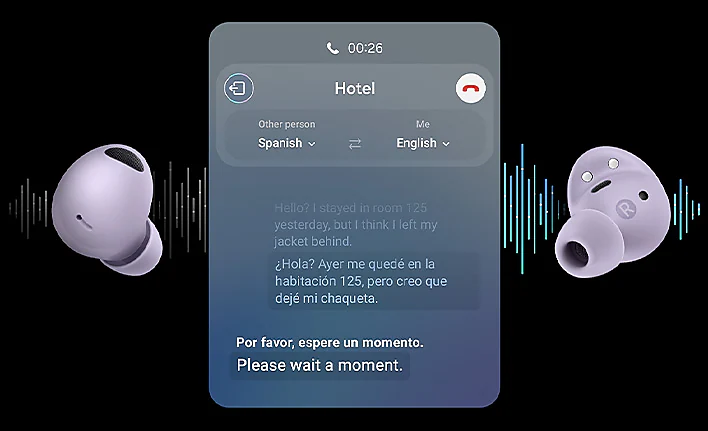 00:26
Hotel
Other person
Me
Spanish
English
Hello? I stayed in room 125
yesterday, but I think I left my
jacket behind.
¿Hola? Ayer me quedé en la
habitación 125, pero creo que
dejé mi chaqueta.
Por favor, espere un momento.
Please wait a moment.
R